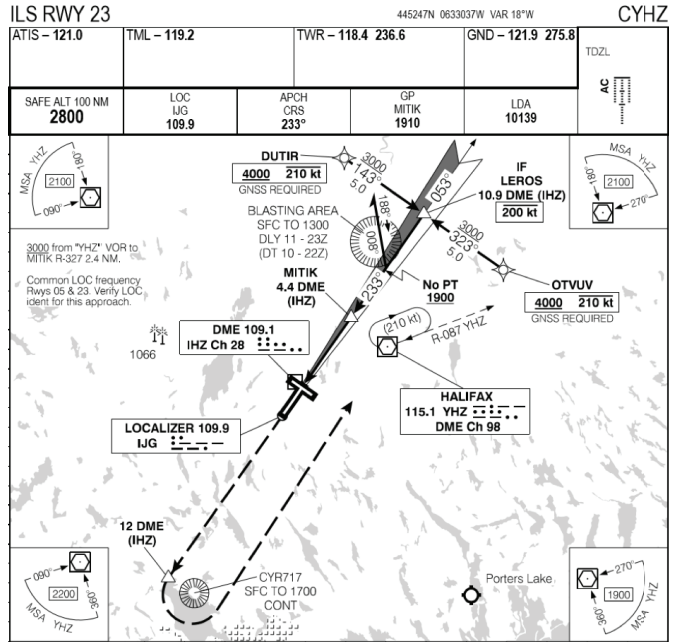 ILS RWY 23
445247N 0633037W VAR 18°W
CYHZ
ATIS – 121.0
TML – 119.2
TWR – 118.4 236.6
GND – 121.9 275.8
TDZL
AC
SAFE ALT 100 NM
2800
LOC
IJG
109.9
APCH
CRS
233°
GP
MITIK
1910
LDA
10139
MSA YHZ
180°
2100
090°
DUTIR
4000 210 kt
GNSS REQUIRED
3000
143°
5.0
053°
IF
LEROS
10.9 DME (IHZ)
200 kt
MSA YHZ
180°
2100
270°
BLASTING AREA
SFC TO 1300
DLY 11 - 23Z
(DT 10 - 22Z)
188°
008°
3000
323°
5.0
3000 from "YHZ" VOR to
MITIK R-327 2.4 NM.
Common LOC frequency
Rwys 05 & 23. Verify LOC
ident for this approach.
MITIK
4.4 DME
(IHZ)
233°
No PT
1900
OTVUV
4000 210 kt
GNSS REQUIRED
(210 kt)
R-087 YHZ
1066
DME 109.1
IHZ Ch 28
HALIFAX
115.1 YHZ
DME Ch 98
LOCALIZER 109.9
IJG
12 DME
(IHZ)
090°
2200
360°
MSA YHZ
CYR717
SFC TO 1700
CONT
Porters Lake
270°
1900
360°
MSA YHZ